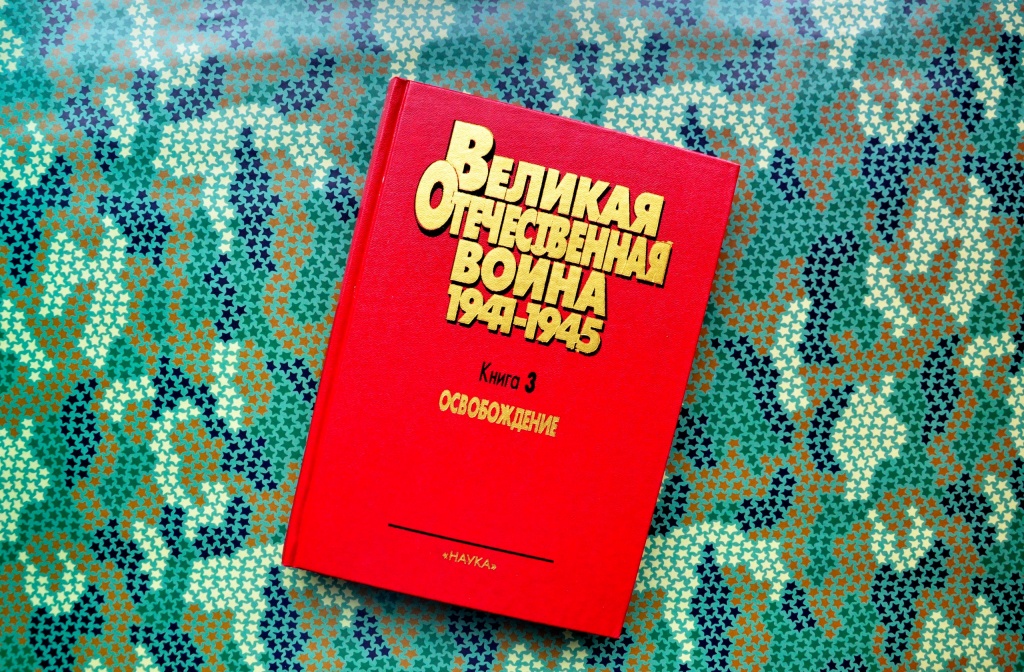 ВЕЛИКАЯ
ОТЕЧЕСТВЕННАЯ
ВОЙНА
1941-1945
Книга 3
ОСВОБОЖДЕНИЕ
«НАУКА»